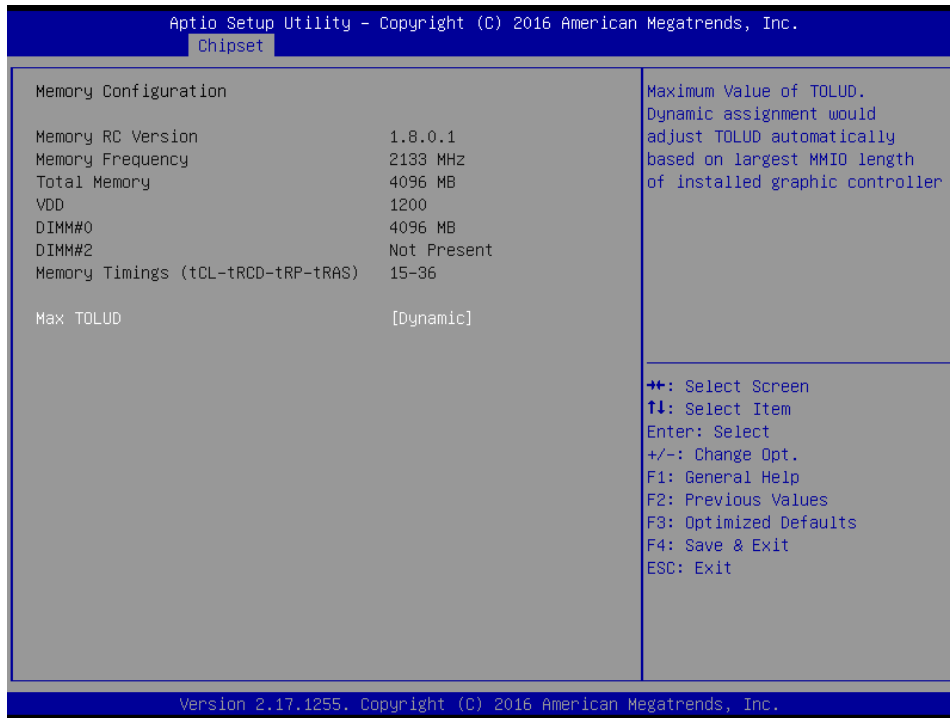 Aptio Setup Utility – Copyright (C) 2016 American Megatrends, Inc.
Chipset
Memory Configuration
Memory RC Version 1.8.0.1
Memory Frequency 2133 MHz
Total Memory 4096 MB
VDD 1200
DIMM#0 4096 MB
DIMM#2 Not Present
Memory Timings (tCL-tRCD-tRP-tRAS) 15-36
Max TOLUD [Dynamic]
Maximum Value of TOLUD.
Dynamic assignment would
adjust TOLUD automatically
based on largest MMIO length
of installed graphic controller
→←: Select Screen
↑↓: Select Item
Enter: Select
+/-: Change Opt.
F1: General Help
F2: Previous Values
F3: Optimized Defaults
F4: Save & Exit
ESC: Exit
Version 2.17.1255. Copyright (C) 2016 American Megatrends, Inc.